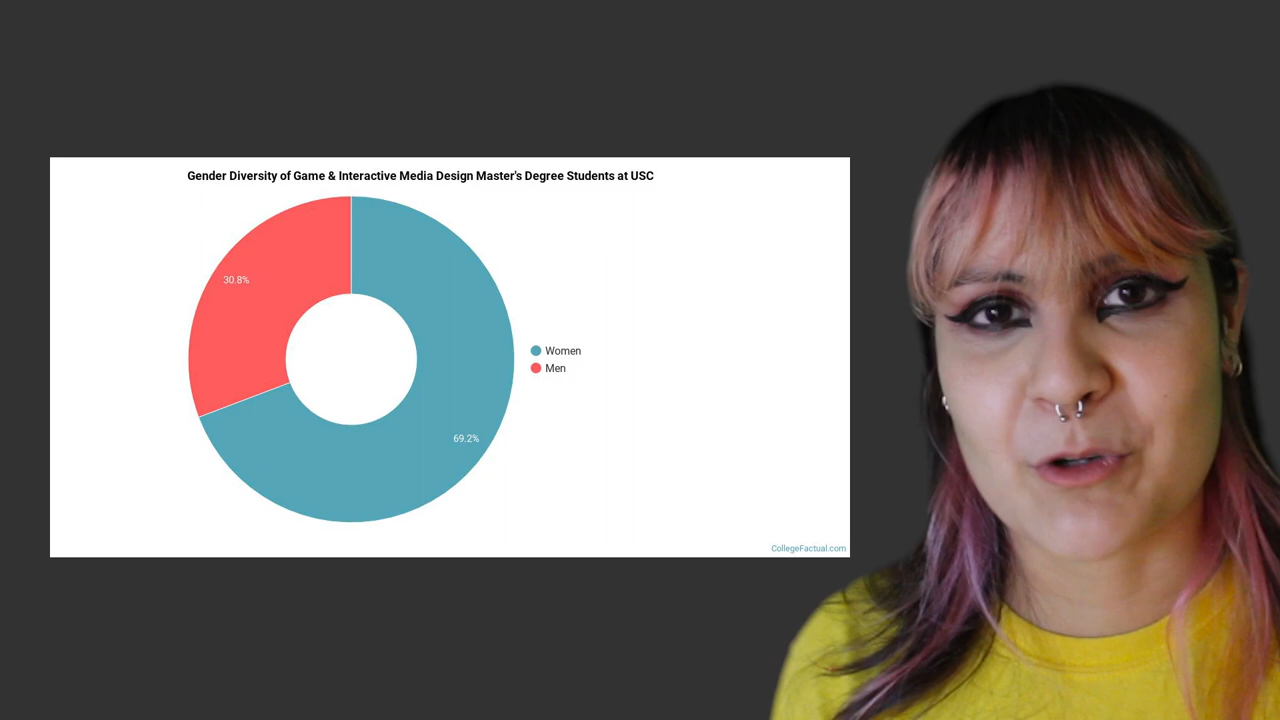 Gender Diversity of Game & Interactive Media Design Master's Degree Students at USC
30.8%
Women
Men
69.2%
CollegeFactual.com